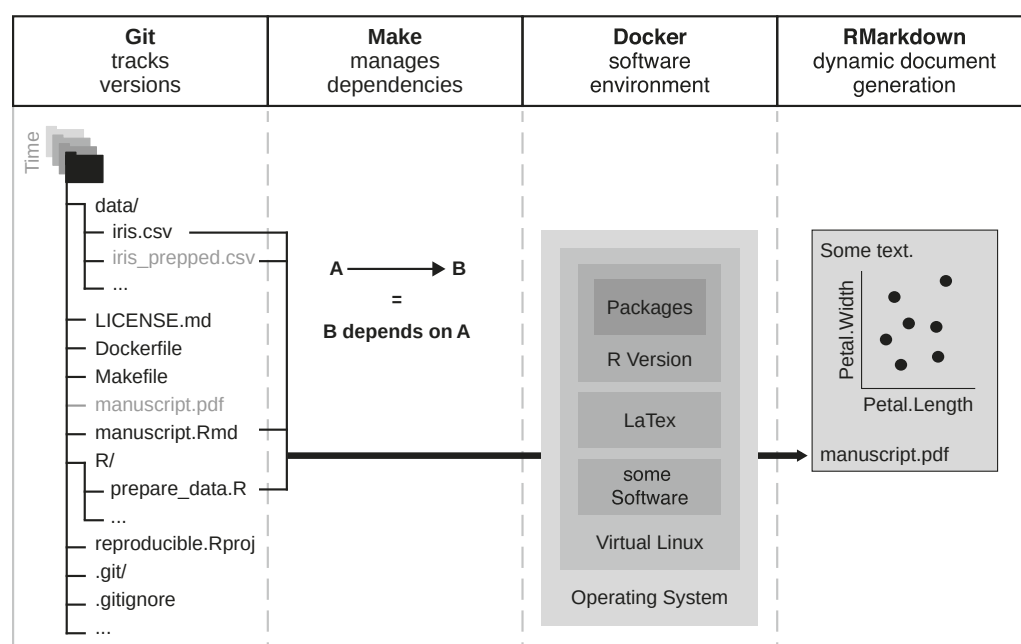 Git
tracks
versions
Make
manages
dependencies
Docker
software
environment
RMarkdown
dynamic document
generation
Time
data/
iris.csv
iris_prepped.csv
...
LICENSE.md
Dockerfile
Makefile
manuscript.pdf
manuscript.Rmd
R/
prepare_data.R
...
reproducible.Rproj
.git/
.gitignore
...
A B
=
B depends on A
Packages
R Version
LaTex
some
Software
Virtual Linux
Operating System
Some text.
Petal.Width
Petal.Length
manuscript.pdf